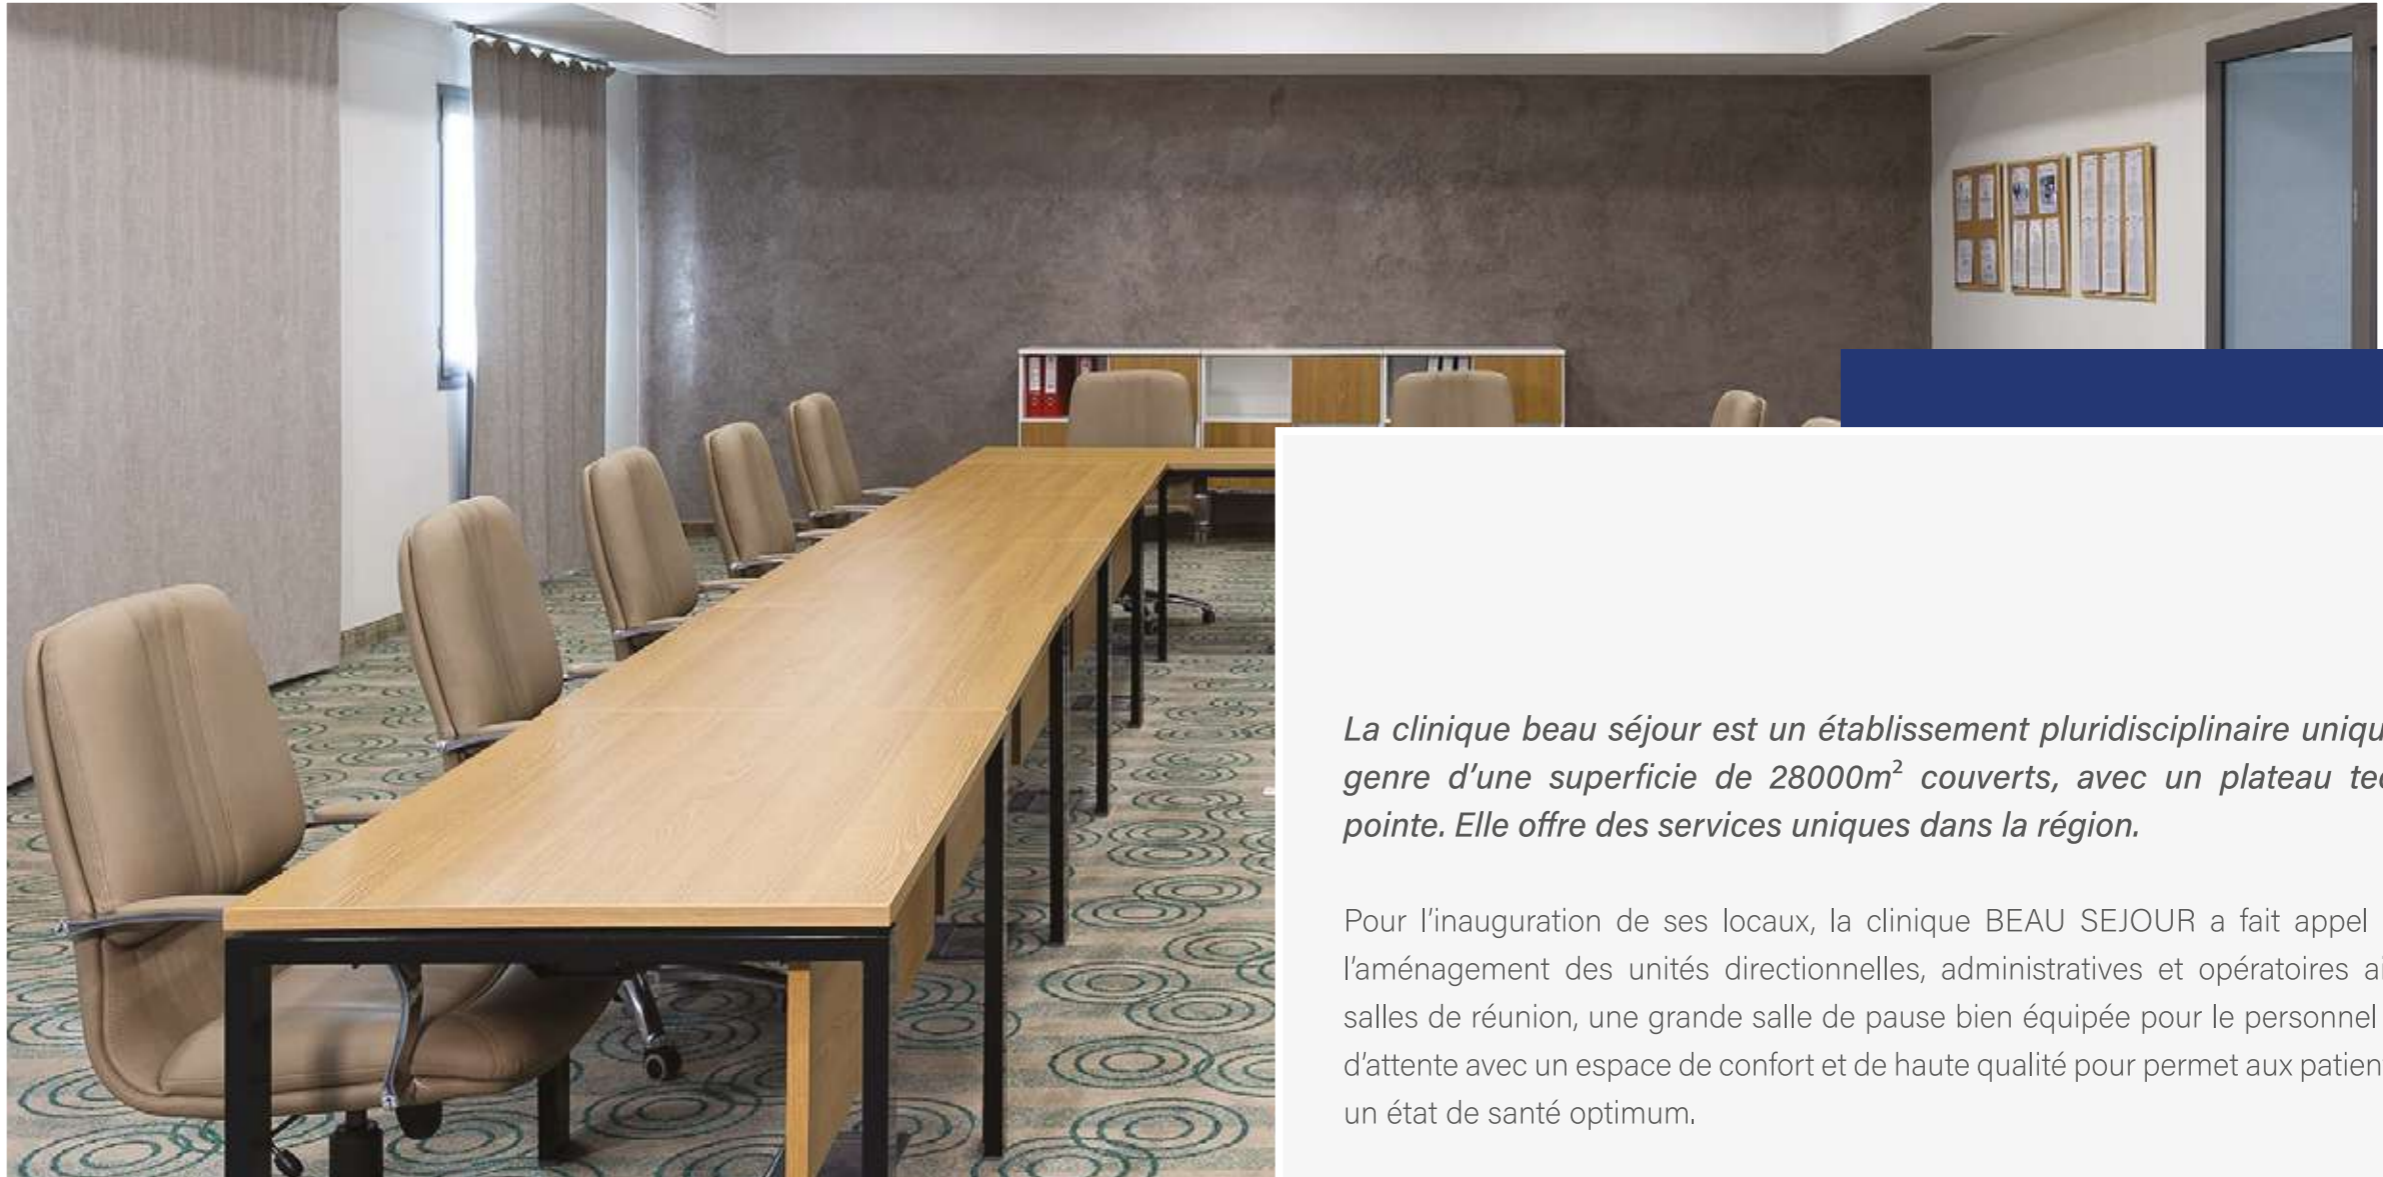 La clinique beau séjour est un établissement pluridisciplinaire uniqu
genre d’une superficie de 28000m² couverts, avec un plateau tec
pointe. Elle offre des services uniques dans la région.
Pour l’inauguration de ses locaux, la clinique BEAU SEJOUR a fait appel
l’aménagement des unités directionnelles, administratives et opératoires ai
salles de réunion, une grande salle de pause bien équipée pour le personnel
d’attente avec un espace de confort et de haute qualité pour permet aux patien
un état de santé optimum.